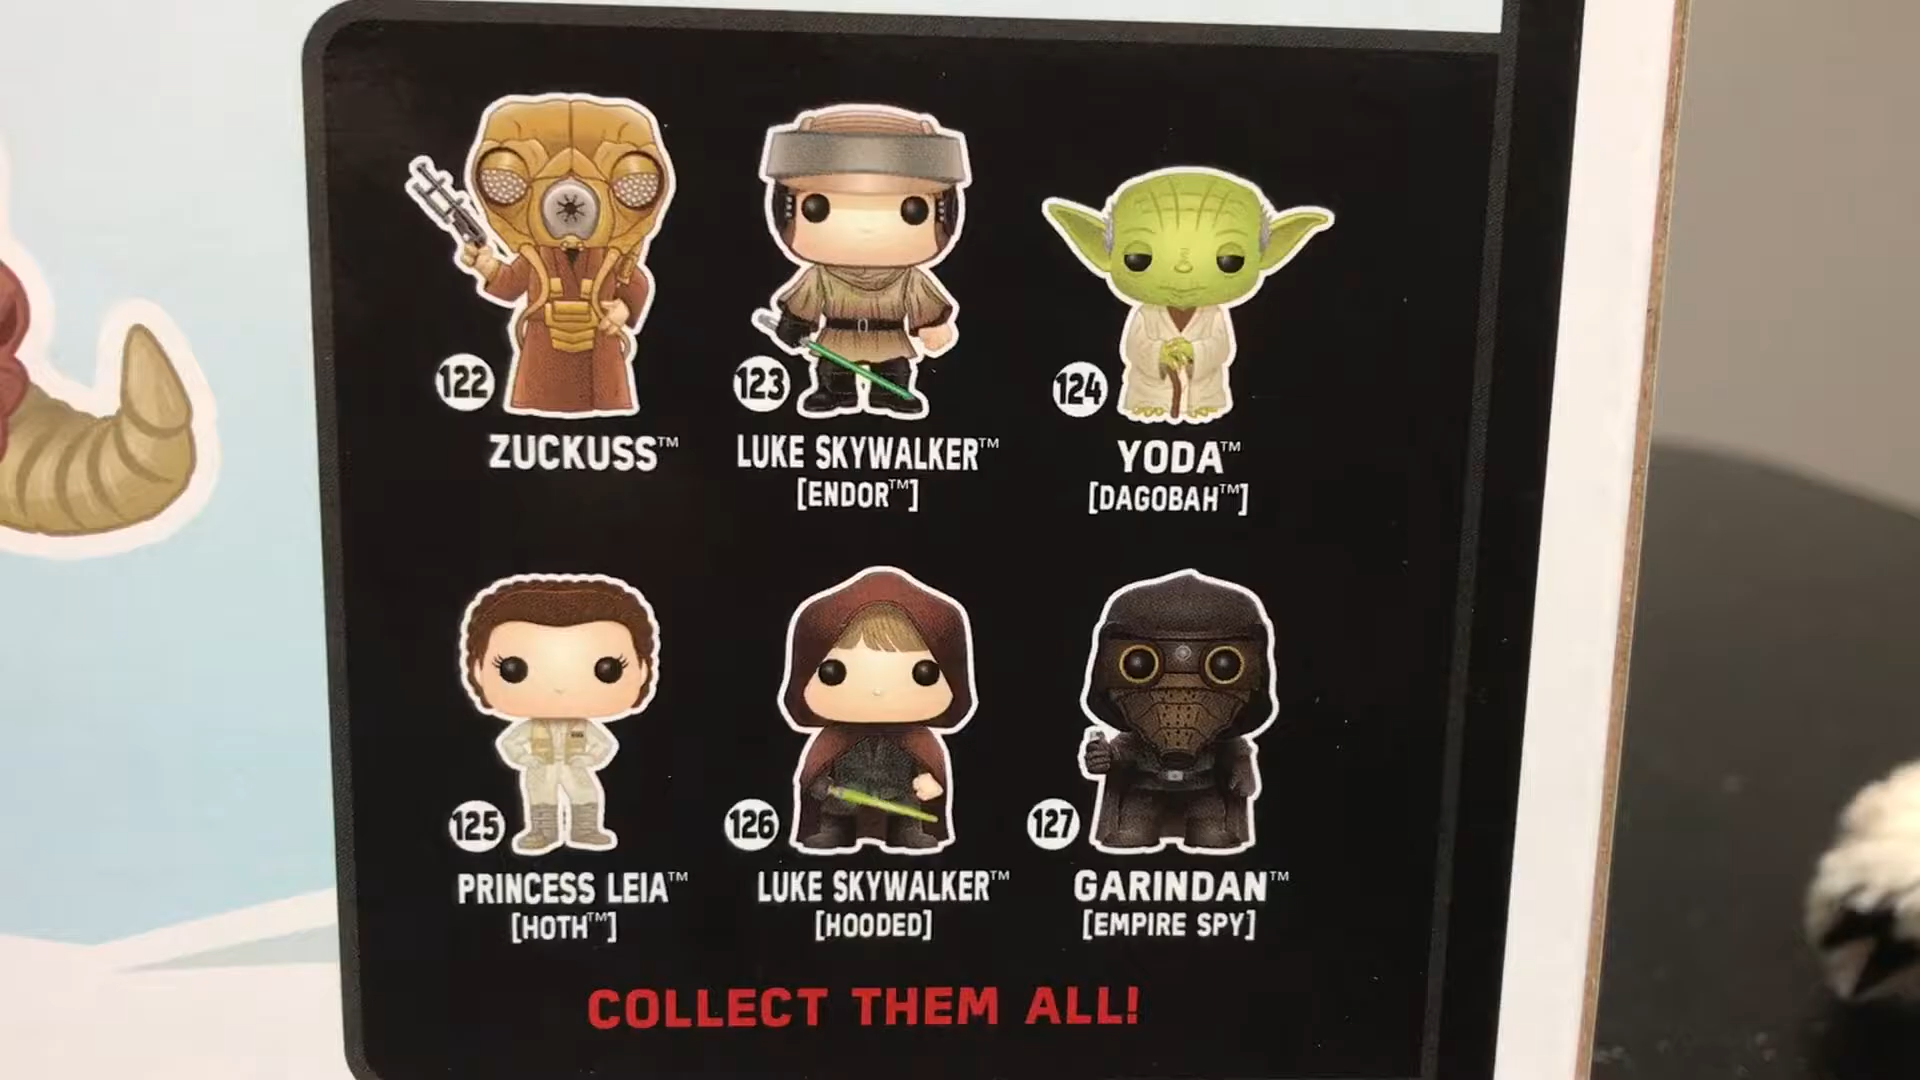 122
ZUCKUSS™
123
LUKE SKYWALKER™
[ENDOR™]
124
YODA™
[DAGOBAH™]
125
PRINCESS LEIA™
[HOTH™]
126
LUKE SKYWALKER™
[HOODED]
127
GARINDAN™
[EMPIRE SPY]
COLLECT THEM ALL!